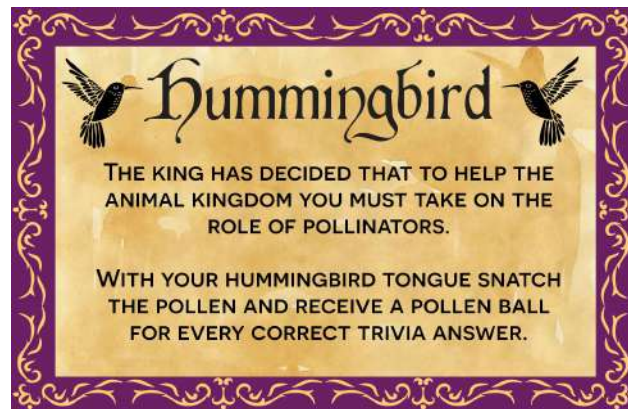 Hummingbird
THE KING HAS DECIDED THAT TO HELP THE
ANIMAL KINGDOM YOU MUST TAKE ON THE
ROLE OF POLLINATORS.
WITH YOUR HUMMINGBIRD TONGUE SNATCH
THE POLLEN AND RECEIVE A POLLEN BALL
FOR EVERY CORRECT TRIVIA ANSWER.